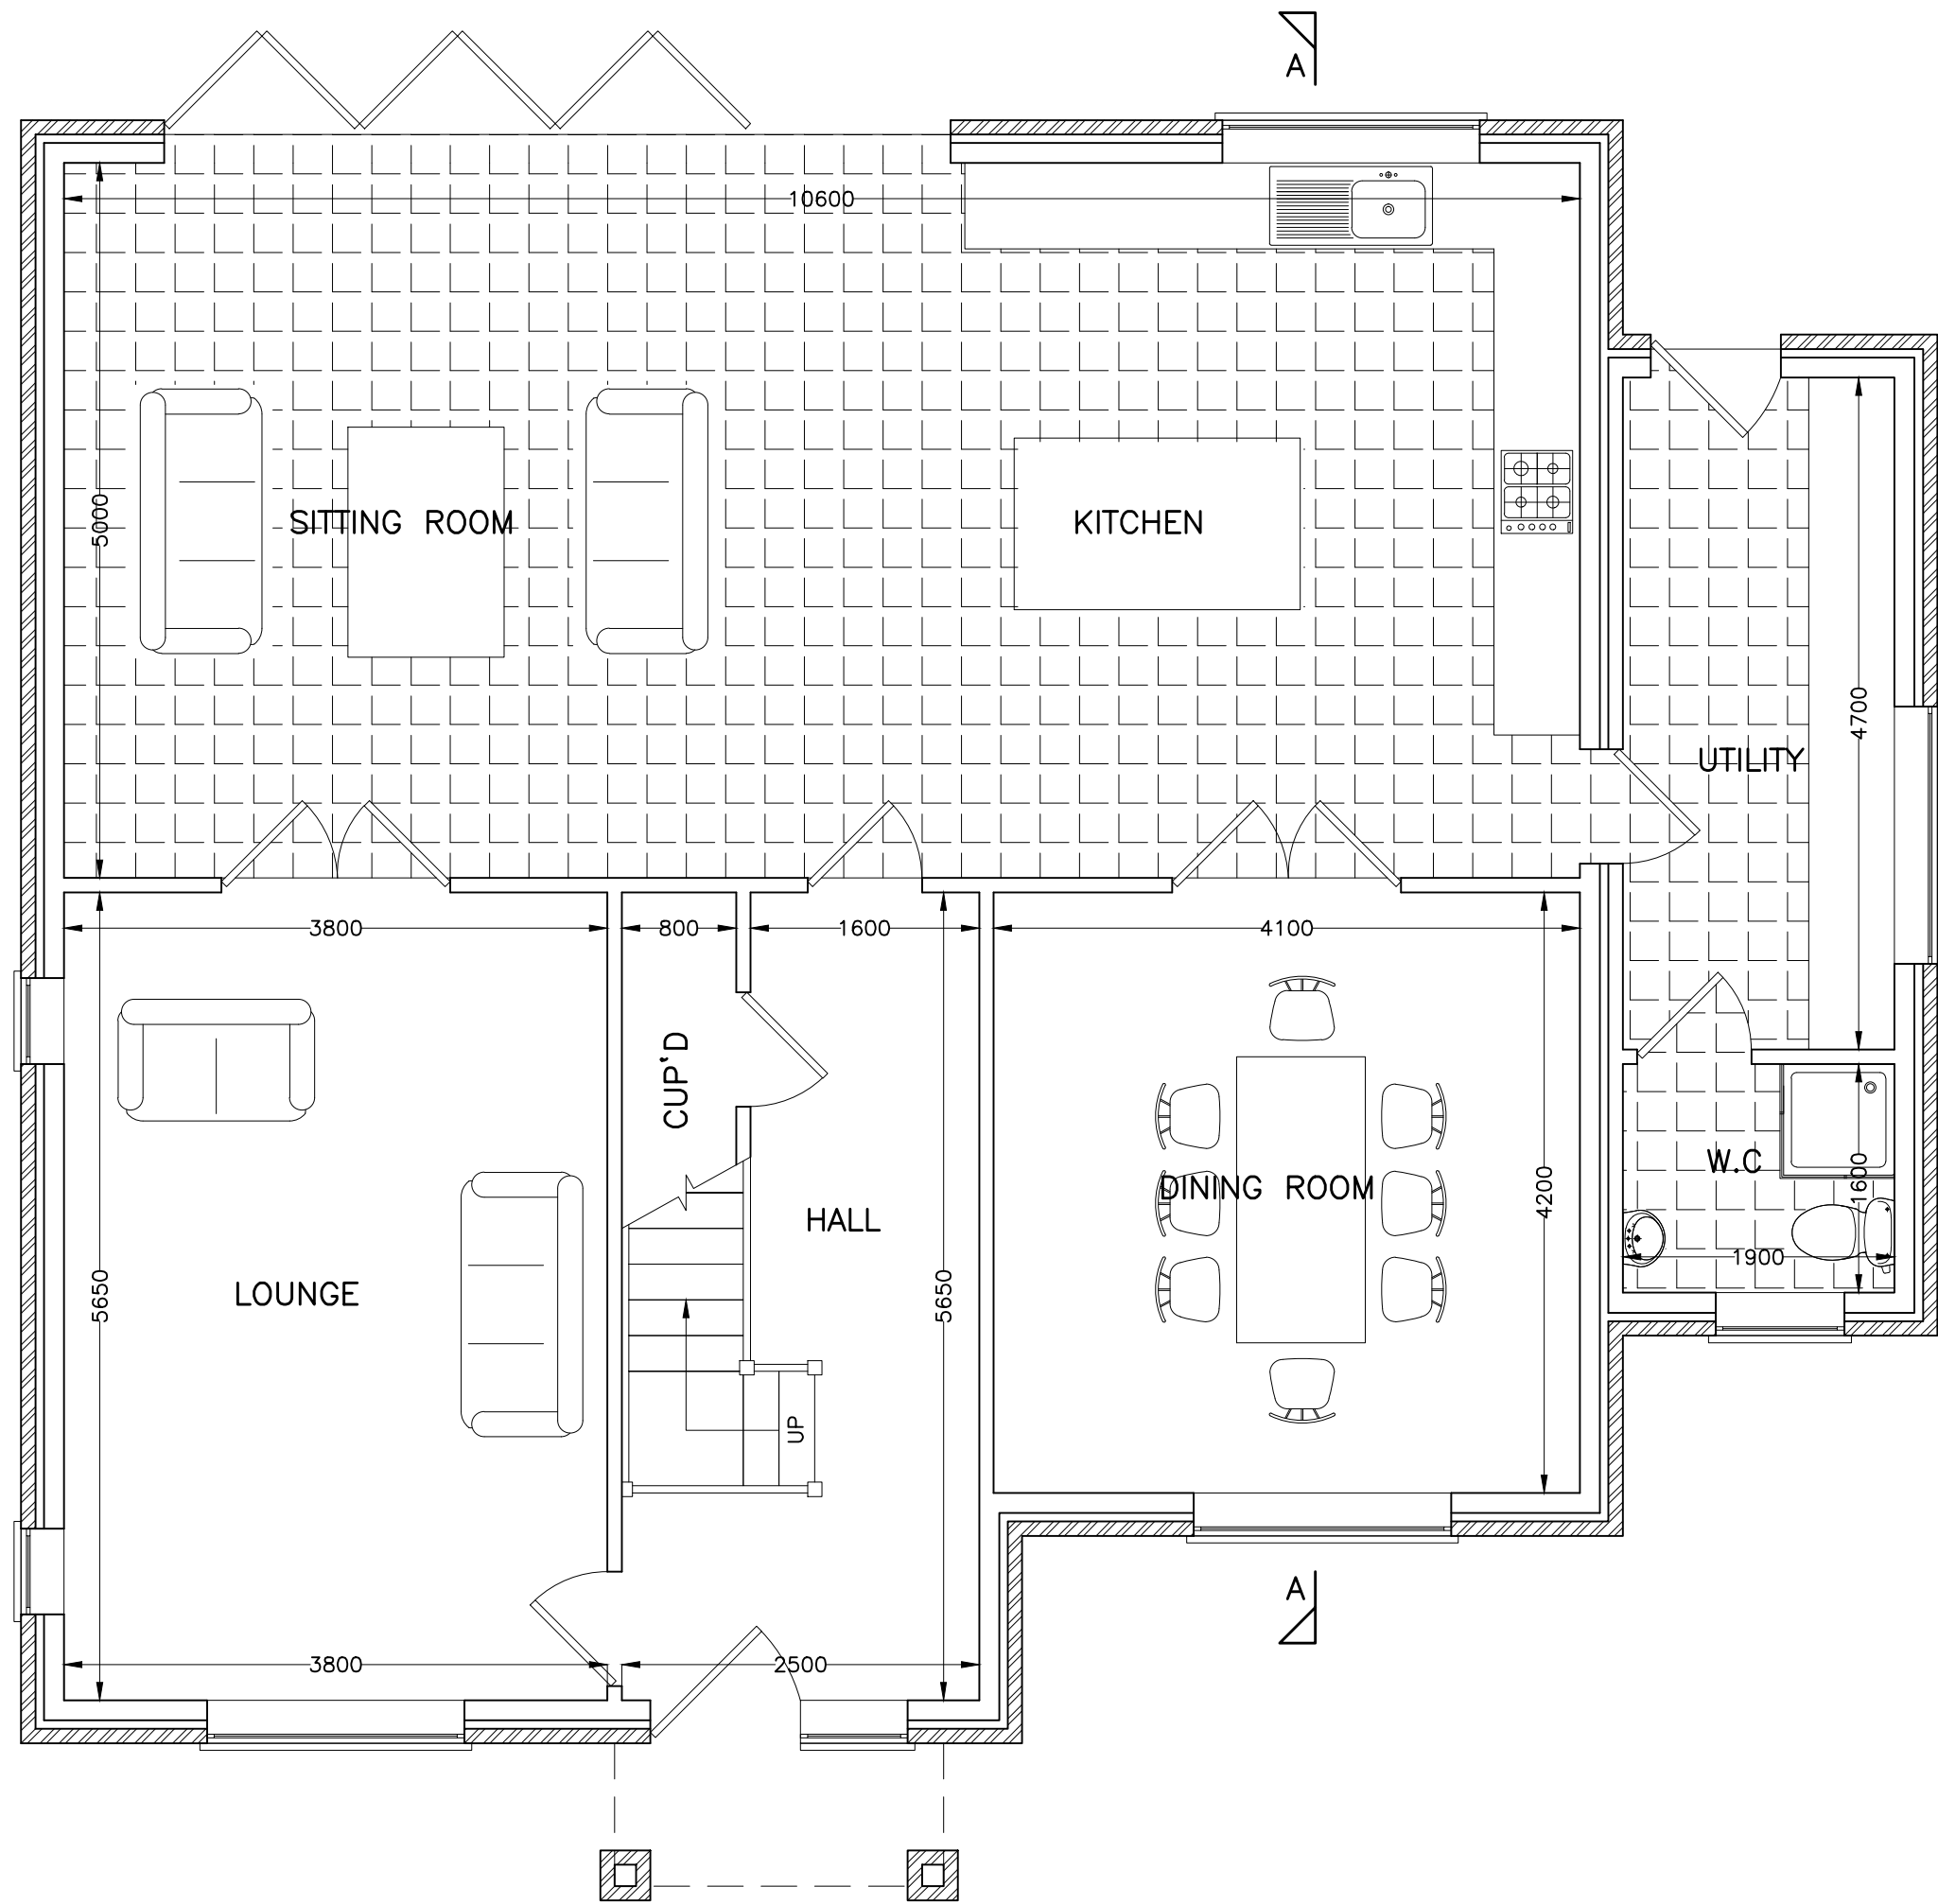 A
10600
5000
SITTING ROOM
KITCHEN
4700
UTILITY
3800
800
1600
4100
CUP'D
W.C
1600
DINING ROOM
4200
HALL
1900
LOUNGE
5650
5650
UP
A
3800
2500